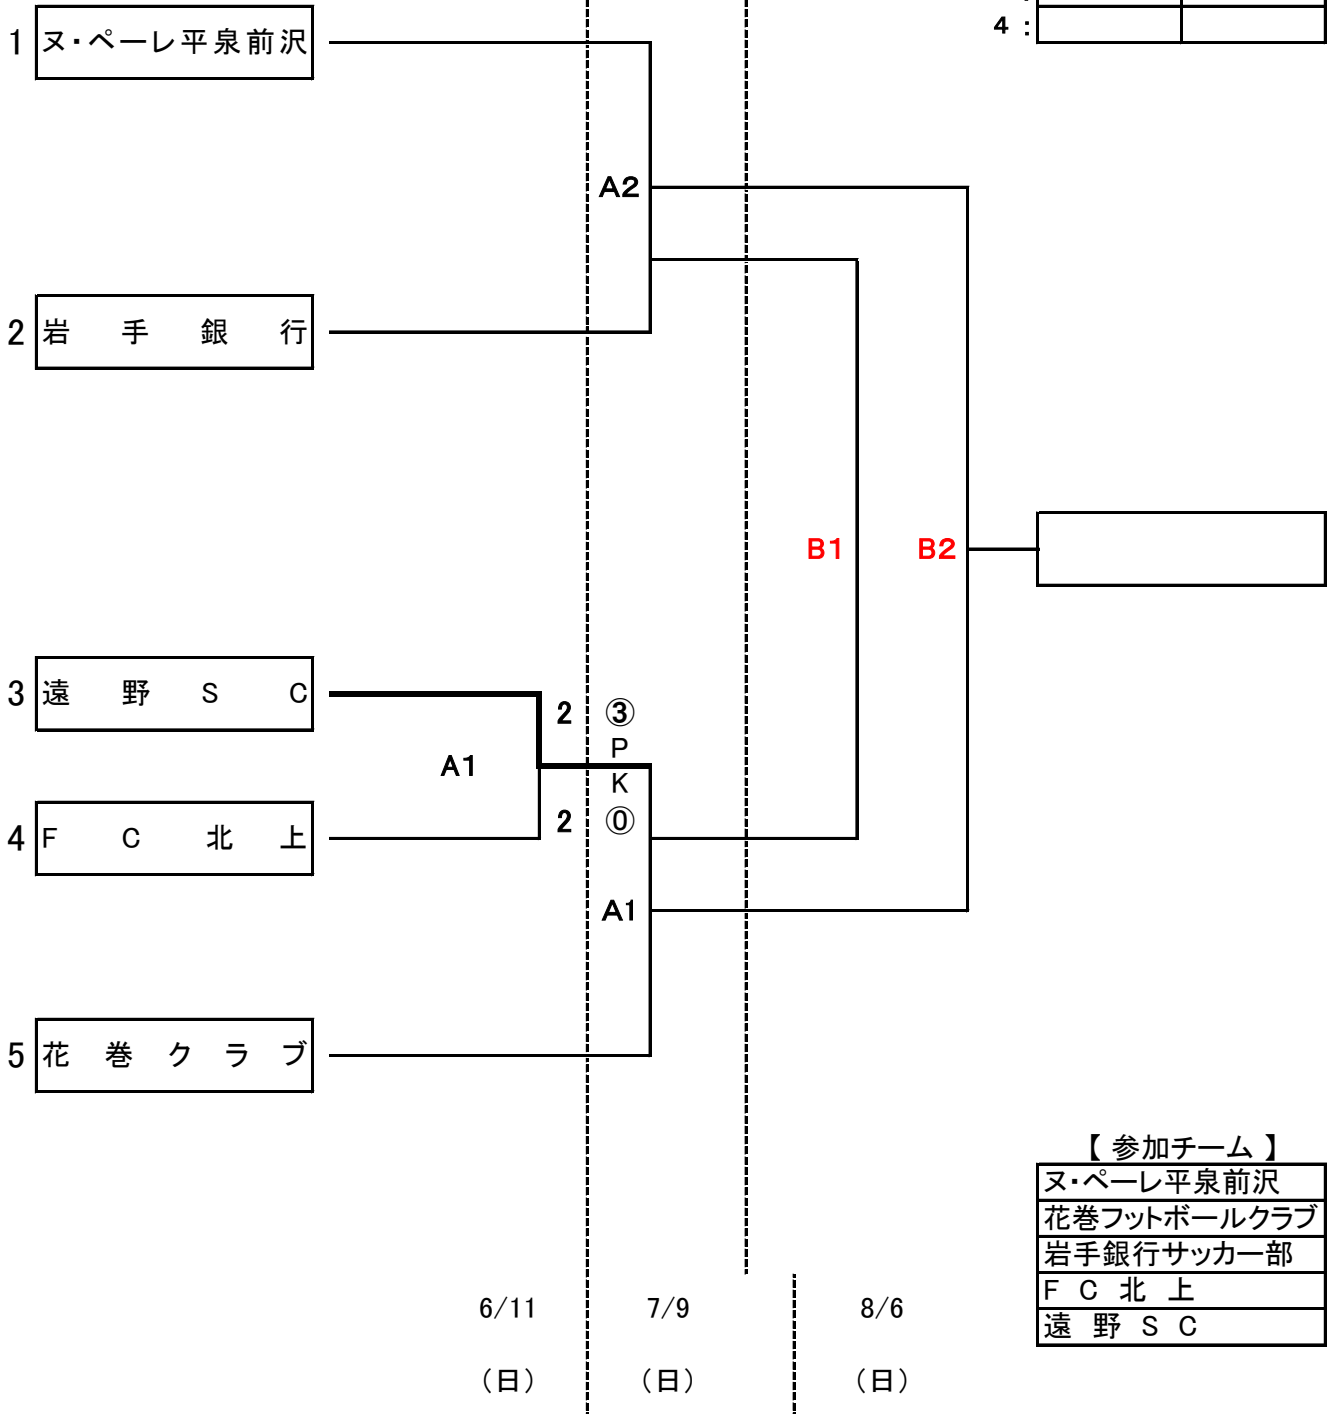 4 :
1 ヌ・ペーレ平泉前沢
A2
2 岩 手 銀 行
B1 B2
3 遠 野 S C
2 ③
P
A1
K
2 ⓪
4 F C 北 上
A1
5 花 巻 ク ラ ブ
【 参加チーム 】
ヌ・ペーレ平泉前沢
花巻フットボールクラブ
岩手銀行サッカー部
F C 北 上
遠 野 S C
6/11 7/9 8/6
（日） （日） （日）